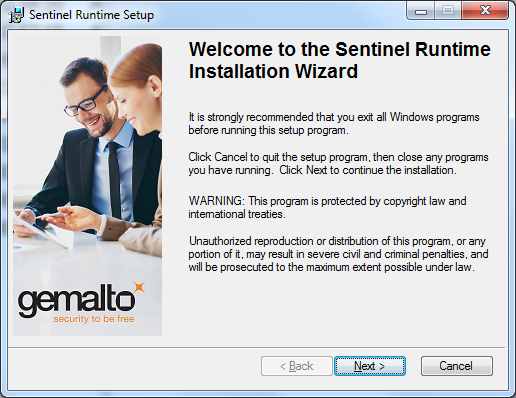 Sentinel Runtime Setup
Welcome to the Sentinel Runtime
Installation Wizard
It is strongly recommended that you exit all Windows programs
before running this setup program.
Click Cancel to quit the setup program, then close any programs
you have running. Click Next to continue the installation.
WARNING: This program is protected by copyright law and
international treaties.
Unauthorized reproduction or distribution of this program, or any
portion of it, may result in severe civil and criminal penalties, and
will be prosecuted to the maximum extent possible under law.
gemalto
security to be free
< Back
Next >
Cancel